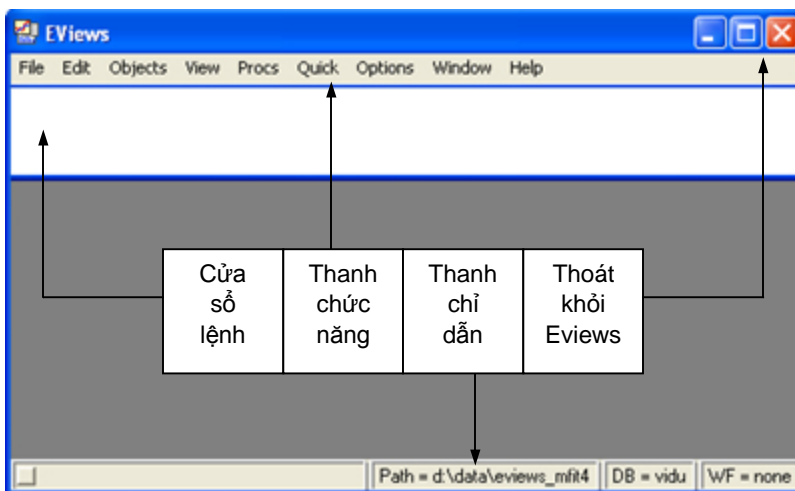 EViews
File Edit Objects View Procs Quick Options Window Help
Cửa
sổ
lệnh
Thanh
chức
năng
Thanh
chỉ
dẫn
Thoát
khỏi
Eviews
Path = d:\data\eviews_mfit4 DB = vidu WF = none